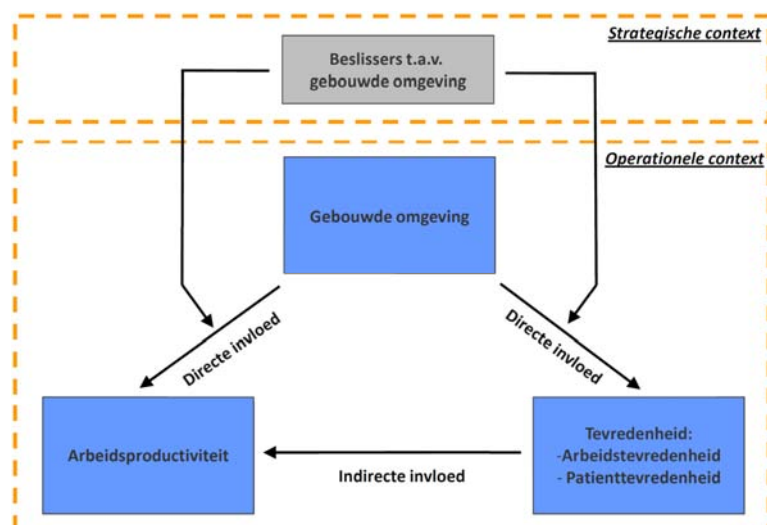 Strategische context
Beslissers t.a.v.
gebouwde omgeving
Operationele context
Gebouwde omgeving
Directe invloed
Directe invloed
Arbeidsproductiviteit
Tevredenheid:
-Arbeidstevredenheid
- Patienttevredenheid
Indirecte invloed